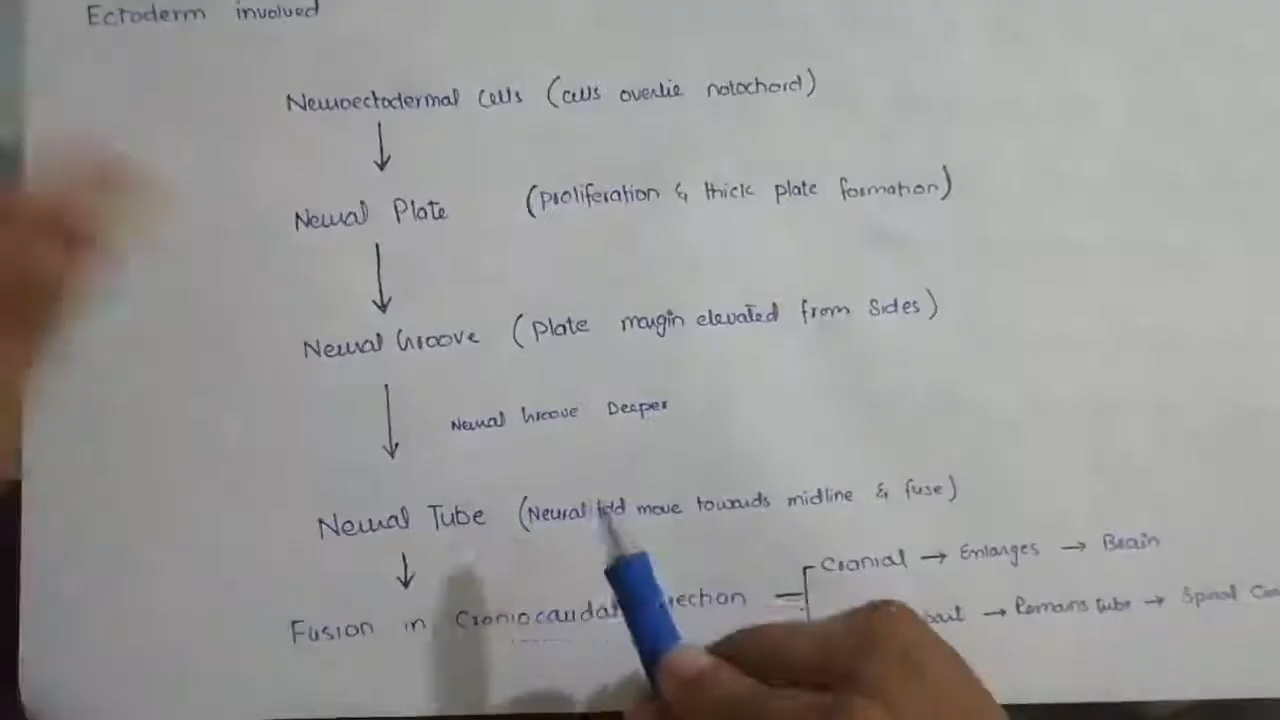 Ectoderm involved
Neuroectodermal cells (cells overlie notochord)
Neural Plate (proliferation & thick plate formation)
Neural Groove (Plate margin elevated from sides)
Neural Groove Deeper
Neural Tube (Neural fold move towards midline & fuse)
Cranial → Enlarges → Brain
Fusion in Craniocaudal
→ Remains tube → Spinal